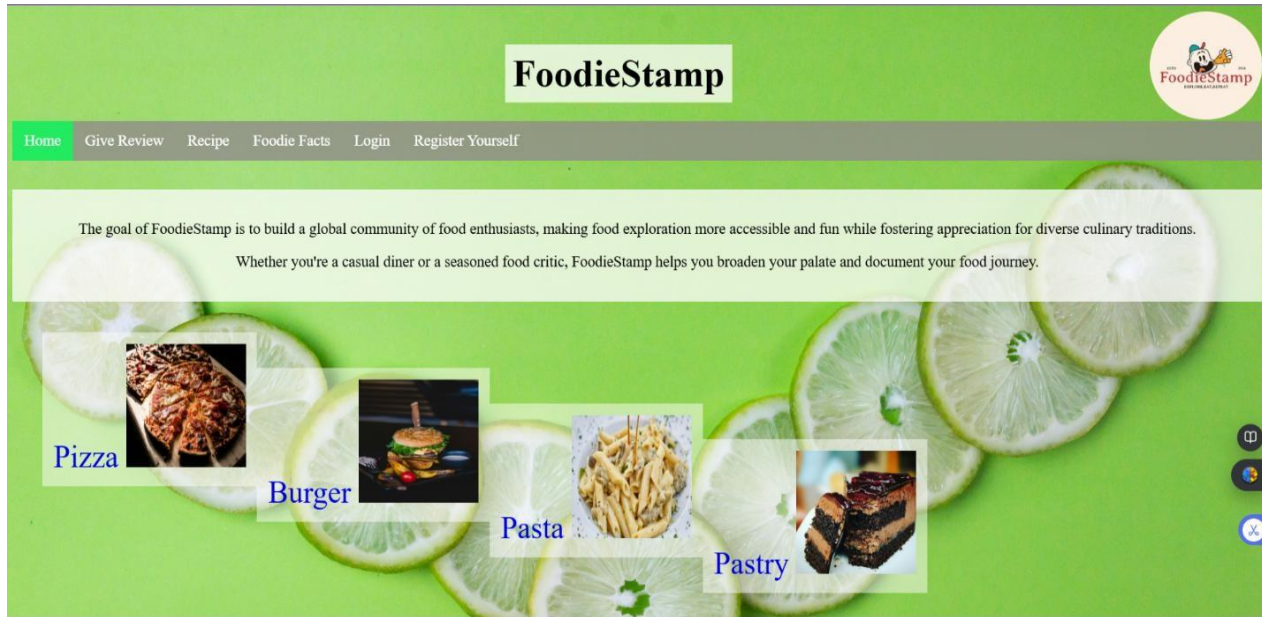 FoodieStamp
FoodieStamp
Home Give Review Recipe Foodie Facts Login Register Yourself
The goal of FoodieStamp is to build a global community of food enthusiasts, making food exploration more accessible and fun while fostering appreciation for diverse culinary traditions.
Whether you're a casual diner or a seasoned food critic, FoodieStamp helps you broaden your palate and document your food journey.
Pizza
Burger
Pasta
Pastry